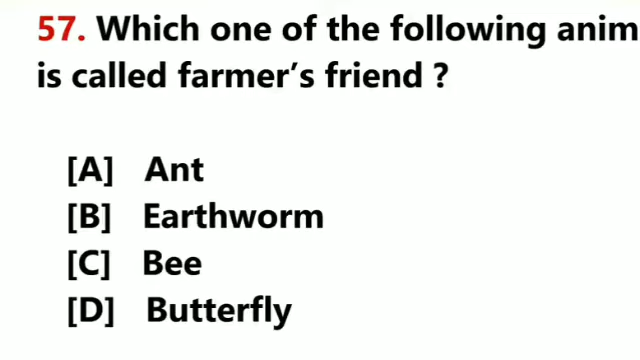 57. Which one of the following anim
is called farmer’s friend ?
[A] Ant
[B] Earthworm
[C] Bee
[D] Butterfly